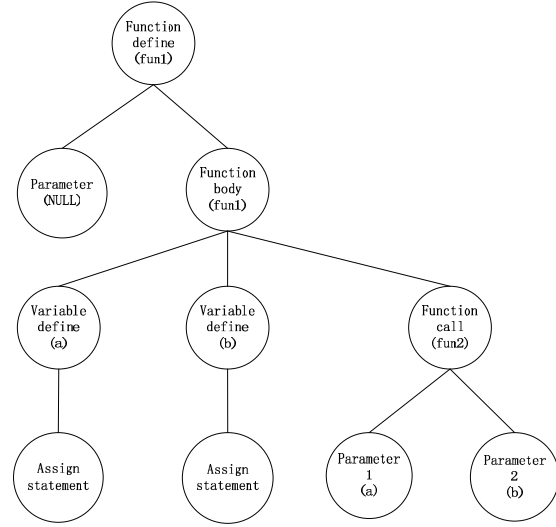 Function
define
(fun1)
Parameter
(NULL)
Function
body
(fun1)
Variable
define
(a)
Variable
define
(b)
Function
call
(fun2)
Assign
statement
Assign
statement
Parameter
1
(a)
Parameter
2
(b)